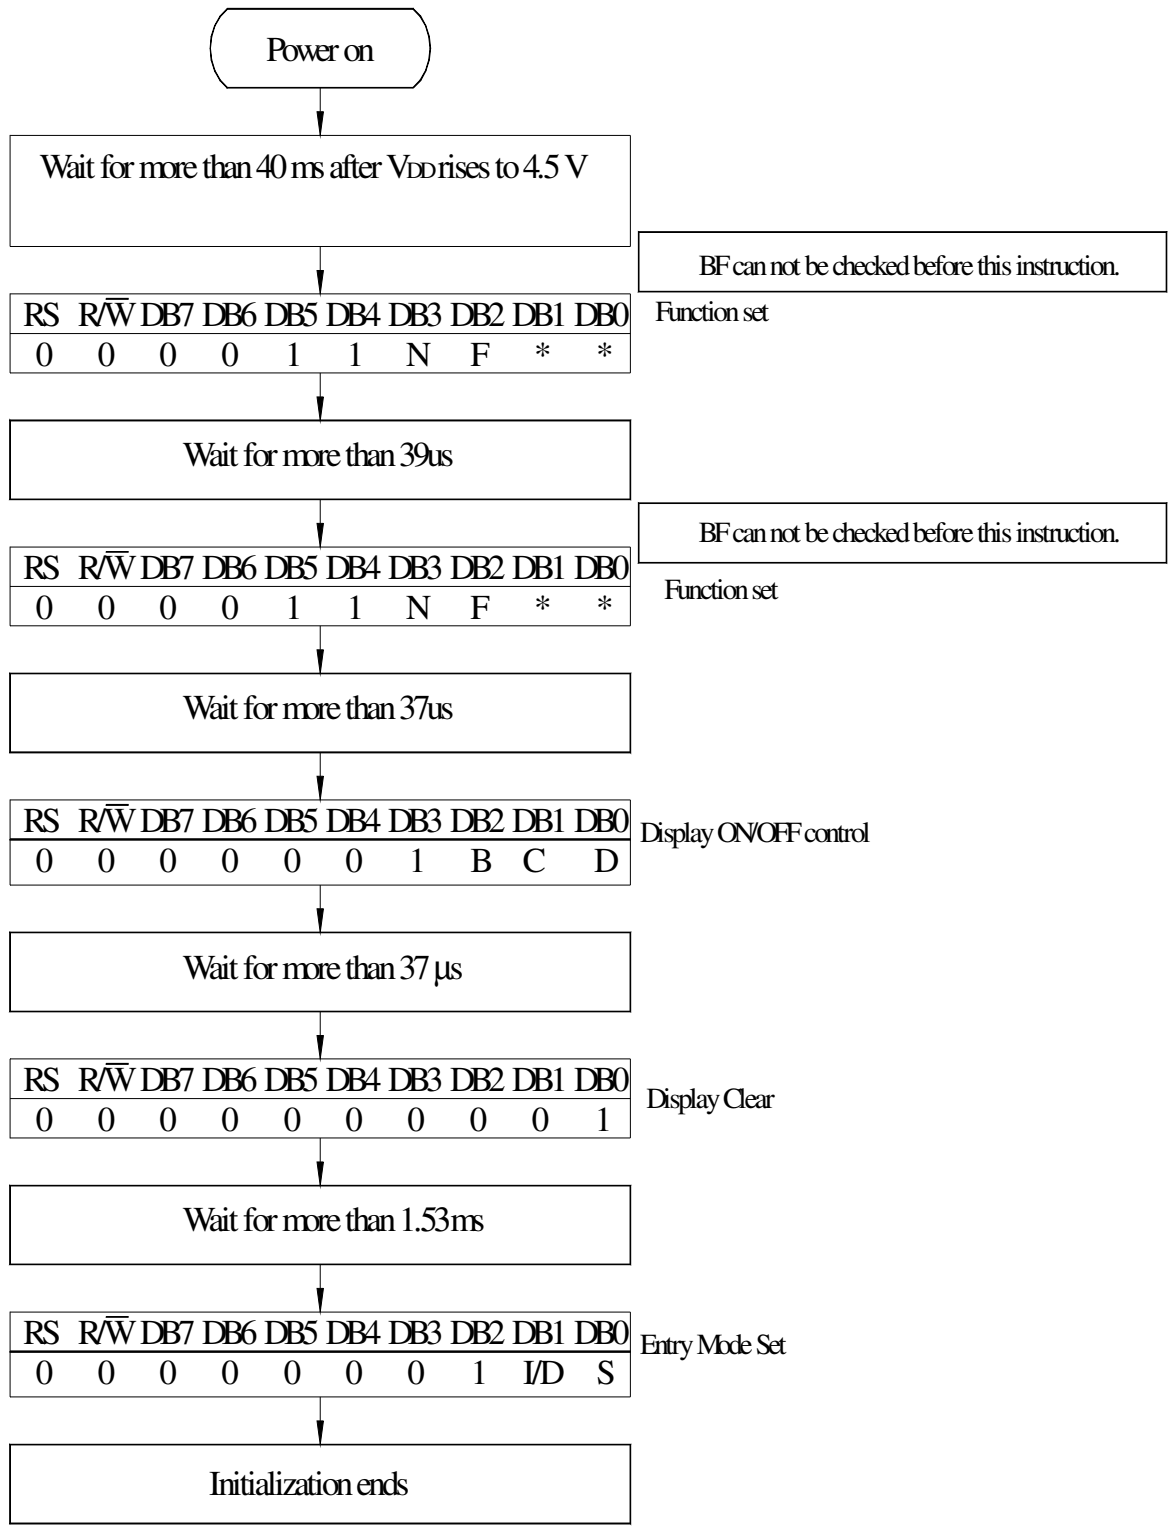 Power on
Wait for more than 40 ms after VDD rises to 4.5 V
BF can not be checked before this instruction.
RS R/W̅ DB7 DB6 DB5 DB4 DB3 DB2 DB1 DB0
Function set
0 0 0 0 1 1 N F * *
Wait for more than 39us
BF can not be checked before this instruction.
RS R/W̅ DB7 DB6 DB5 DB4 DB3 DB2 DB1 DB0
Function set
0 0 0 0 1 1 N F * *
Wait for more than 37us
RS R/W̅ DB7 DB6 DB5 DB4 DB3 DB2 DB1 DB0
Display ON/OFF control
0 0 0 0 0 0 1 B C D
Wait for more than 37 μs
RS R/W̅ DB7 DB6 DB5 DB4 DB3 DB2 DB1 DB0
Display Clear
0 0 0 0 0 0 0 0 0 1
Wait for more than 1.53ms
RS R/W̅ DB7 DB6 DB5 DB4 DB3 DB2 DB1 DB0
Entry Mode Set
0 0 0 0 0 0 0 1 I/D S
Initialization ends